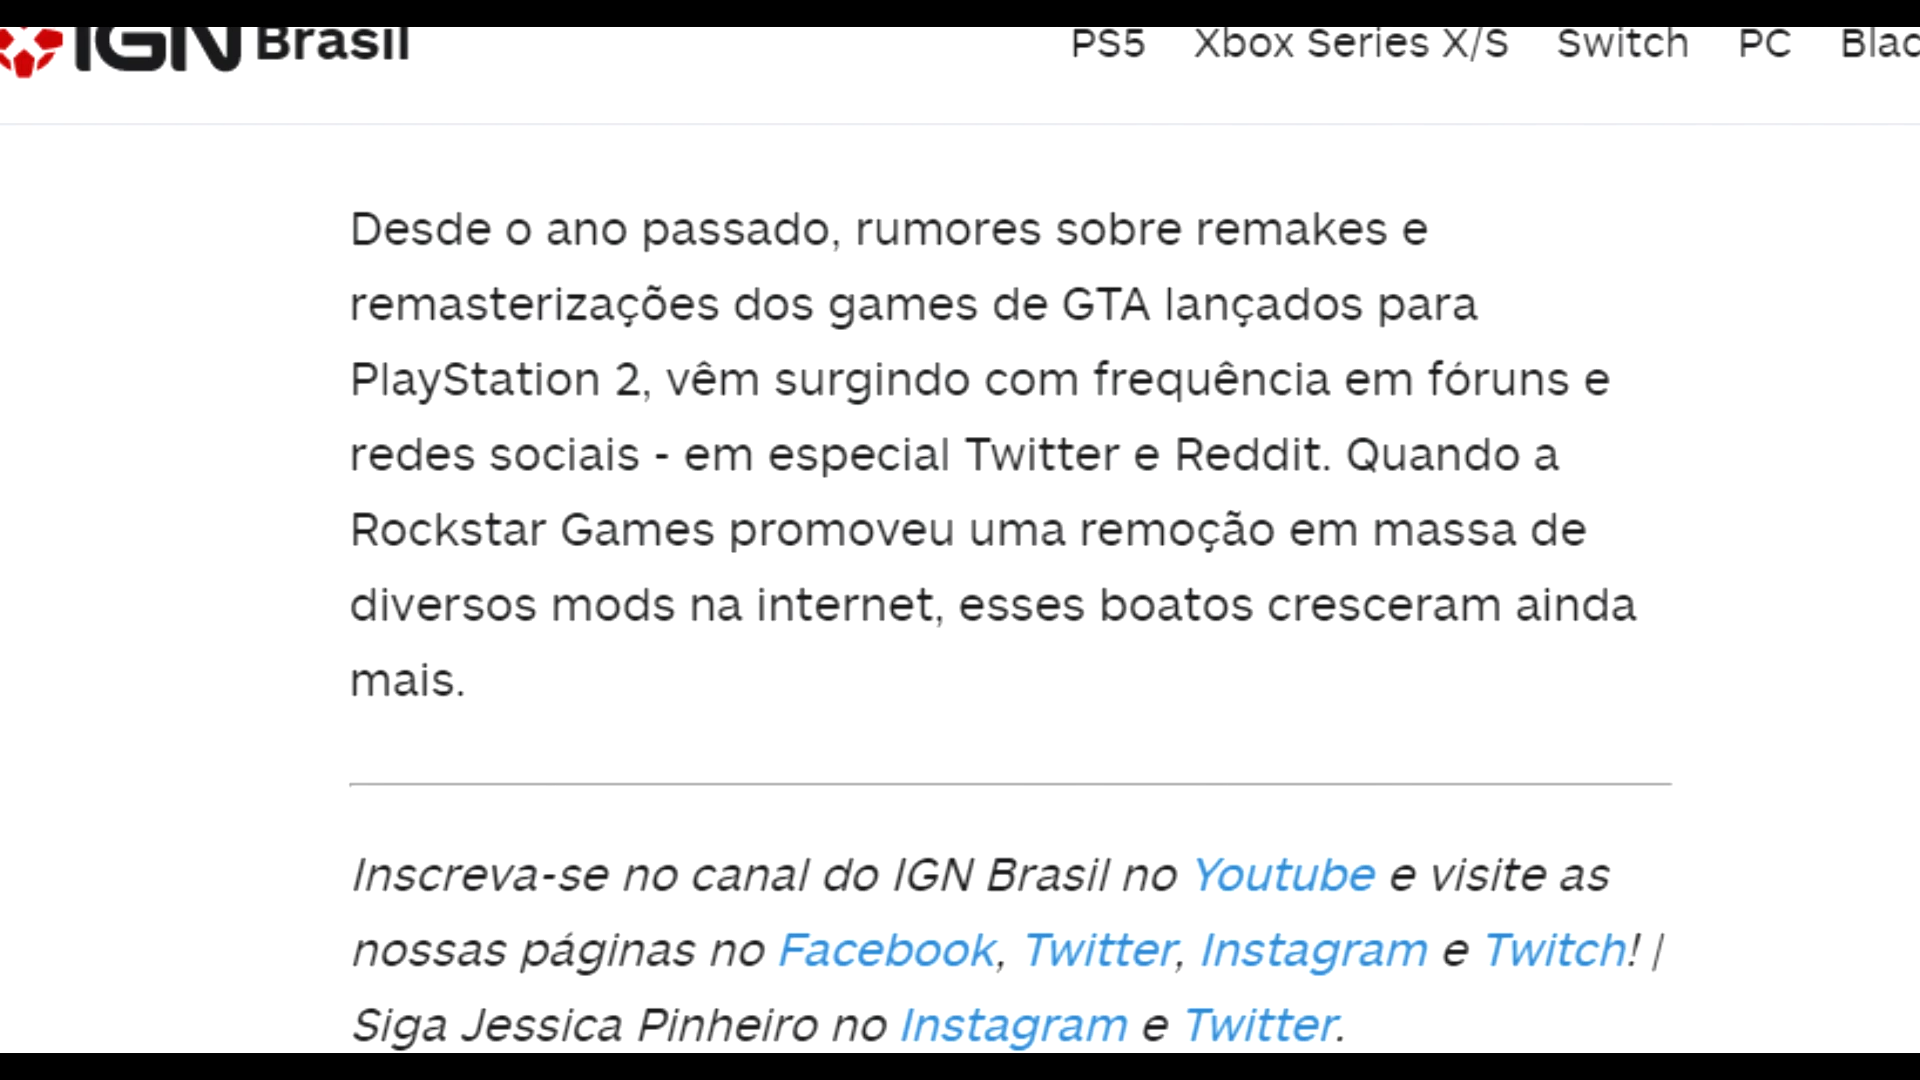 IGN Brasil PS5 Xbox Series X/S Switch PC Blac
Desde o ano passado, rumores sobre remakes e
remasterizações dos games de GTA lançados para
PlayStation 2, vêm surgindo com frequência em fóruns e
redes sociais - em especial Twitter e Reddit. Quando a
Rockstar Games promoveu uma remoção em massa de
diversos mods na internet, esses boatos cresceram ainda
mais.
Inscreva-se no canal do IGN Brasil no Youtube e visite as
nossas páginas no Facebook, Twitter, Instagram e Twitch! |
Siga Jessica Pinheiro no Instagram e Twitter.